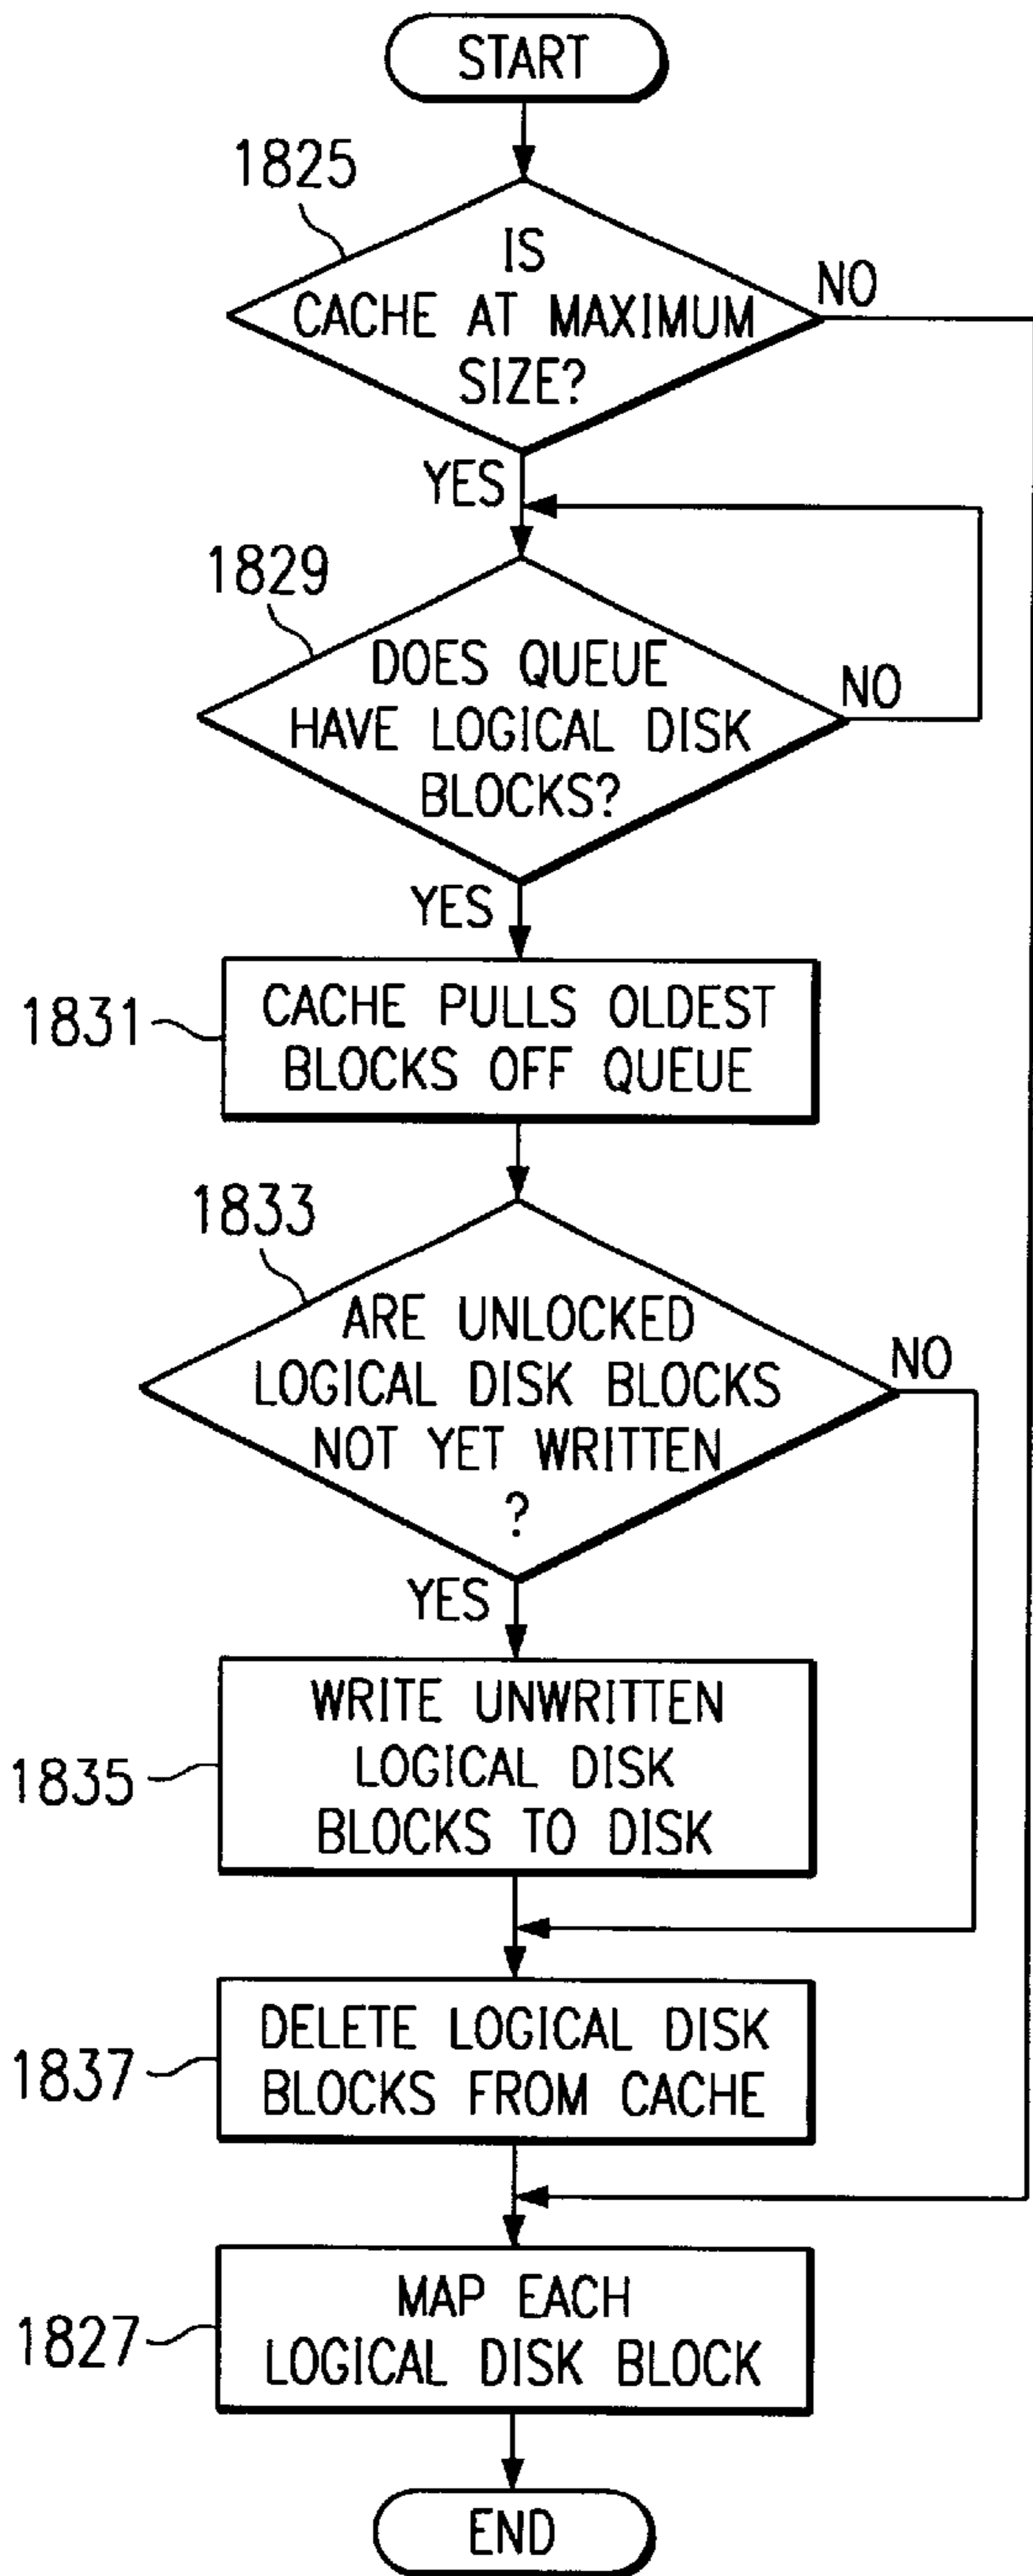 START
1825
IS
CACHE AT MAXIMUM
SIZE?
NO
YES
1829
DOES QUEUE
HAVE LOGICAL DISK
BLOCKS?
NO
YES
1831
CACHE PULLS OLDEST
BLOCKS OFF QUEUE
1833
ARE UNLOCKED
LOGICAL DISK BLOCKS
NOT YET WRITTEN
?
NO
YES
1835
WRITE UNWRITTEN
LOGICAL DISK
BLOCKS TO DISK
1837
DELETE LOGICAL DISK
BLOCKS FROM CACHE
1827
MAP EACH
LOGICAL DISK BLOCK
END